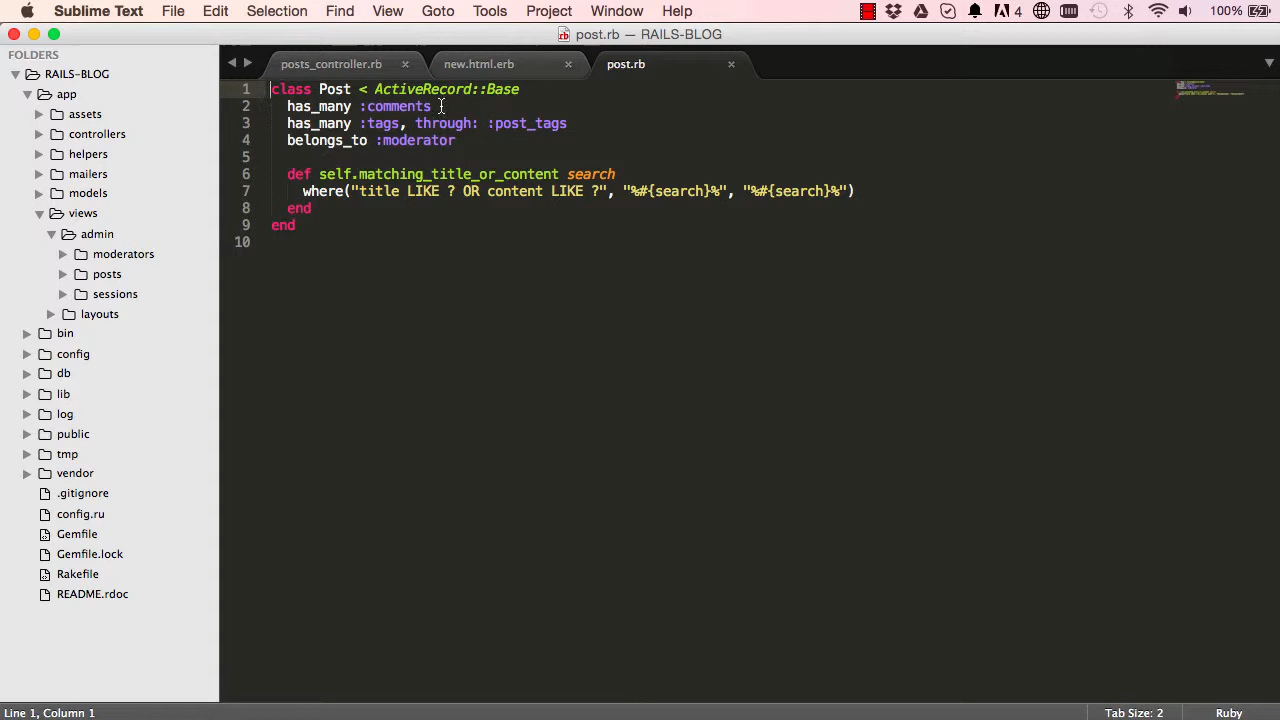 Sublime Text File Edit Selection Find View Goto Tools Project Window Help 4 100%
post.rb — RAILS-BLOG
FOLDERS
RAILS-BLOG
app
assets
controllers
helpers
mailers
models
views
admin
moderators
posts
sessions
layouts
bin
config
db
lib
log
public
tmp
vendor
.gitignore
config.ru
Gemfile
Gemfile.lock
Rakefile
README.rdoc
posts_controller.rb × new.html.erb × post.rb ×
1 class Post < ActiveRecord::Base
2 has_many :comments
3 has_many :tags, through: :post_tags
4 belongs_to :moderator
5
6 def self.matching_title_or_content search
7 where("title LIKE ? OR content LIKE ?", "%#{search}%", "%#{search}%")
8 end
9 end
10
Line 1, Column 1 Tab Size: 2 Ruby